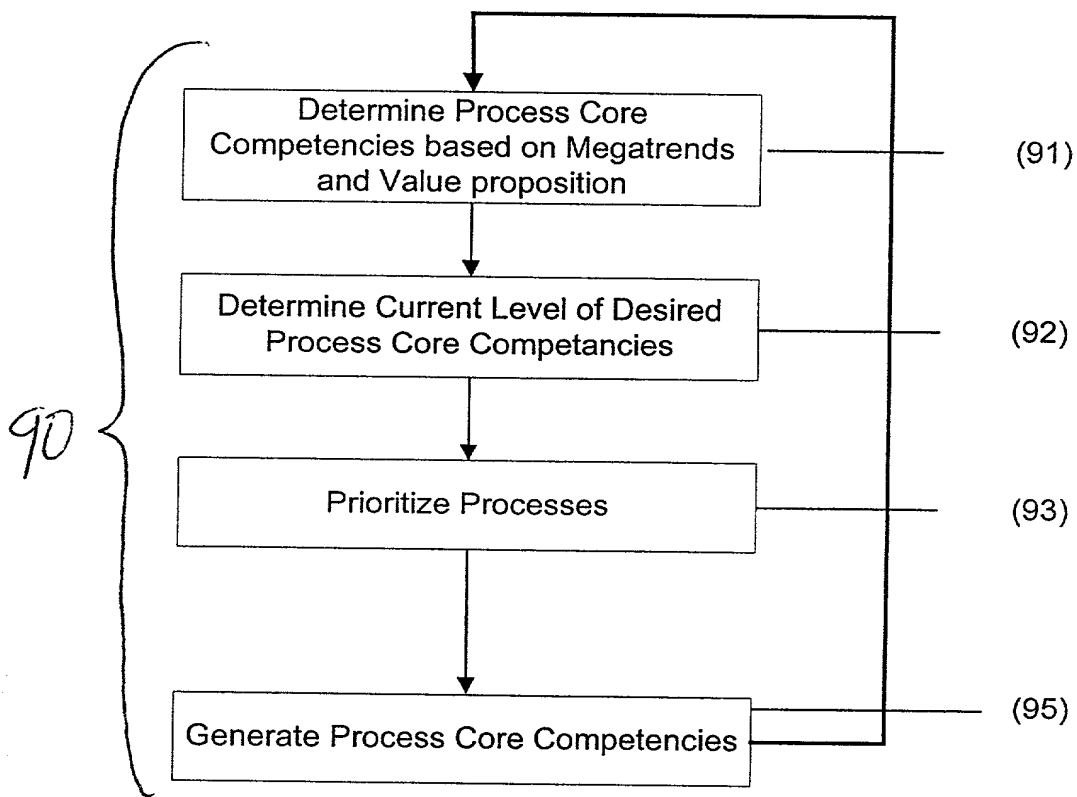 Determine Process Core
Competencies based on Megatrends
and Value proposition
(91)
Determine Current Level of Desired
Process Core Competancies
(92)
90
Prioritize Processes
(93)
Generate Process Core Competencies
(95)